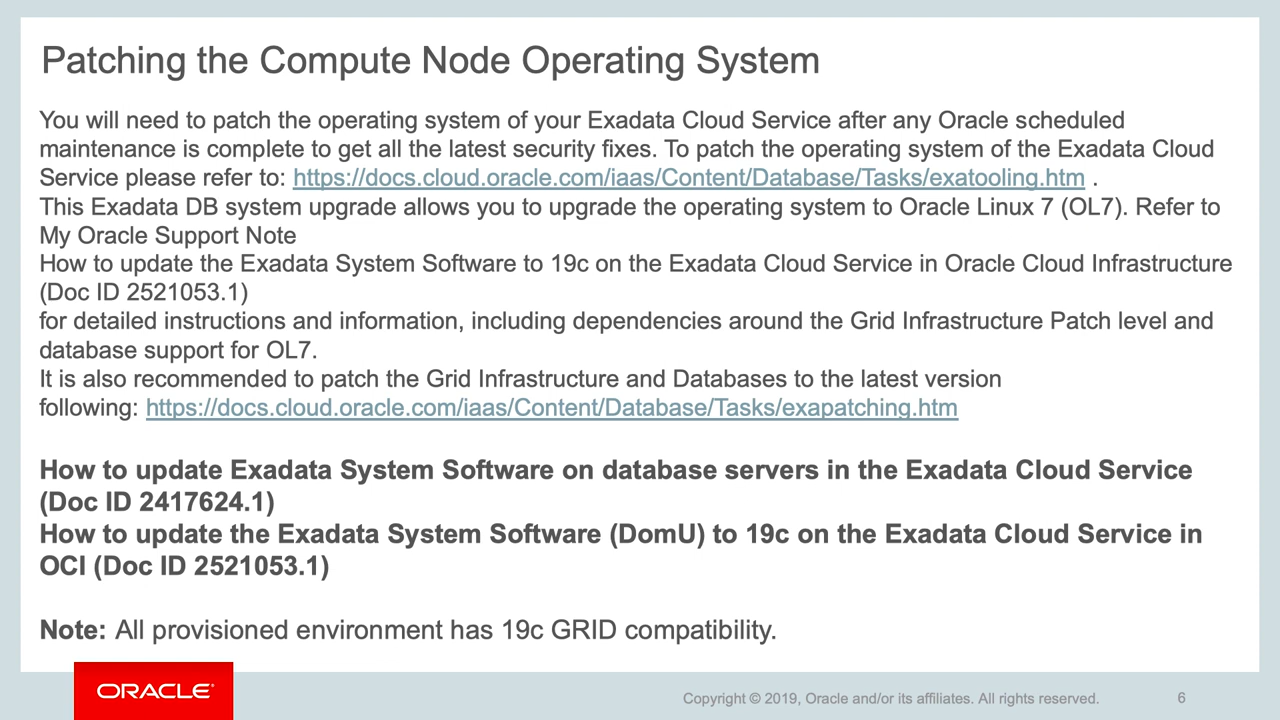 Patching the Compute Node Operating System
You will need to patch the operating system of your Exadata Cloud Service after any Oracle scheduled
maintenance is complete to get all the latest security fixes. To patch the operating system of the Exadata Cloud
Service please refer to: https://docs.cloud.oracle.com/iaas/Content/Database/Tasks/exatooling.htm .
This Exadata DB system upgrade allows you to upgrade the operating system to Oracle Linux 7 (OL7). Refer to
My Oracle Support Note
How to update the Exadata System Software to 19c on the Exadata Cloud Service in Oracle Cloud Infrastructure
(Doc ID 2521053.1)
for detailed instructions and information, including dependencies around the Grid Infrastructure Patch level and
database support for OL7.
It is also recommended to patch the Grid Infrastructure and Databases to the latest version
following: https://docs.cloud.oracle.com/iaas/Content/Database/Tasks/exapatching.htm
How to update Exadata System Software on database servers in the Exadata Cloud Service
(Doc ID 2417624.1)
How to update the Exadata System Software (DomU) to 19c on the Exadata Cloud Service in
OCI (Doc ID 2521053.1)
Note: All provisioned environment has 19c GRID compatibility.
ORACLE®
Copyright © 2019, Oracle and/or its affiliates. All rights reserved.
6